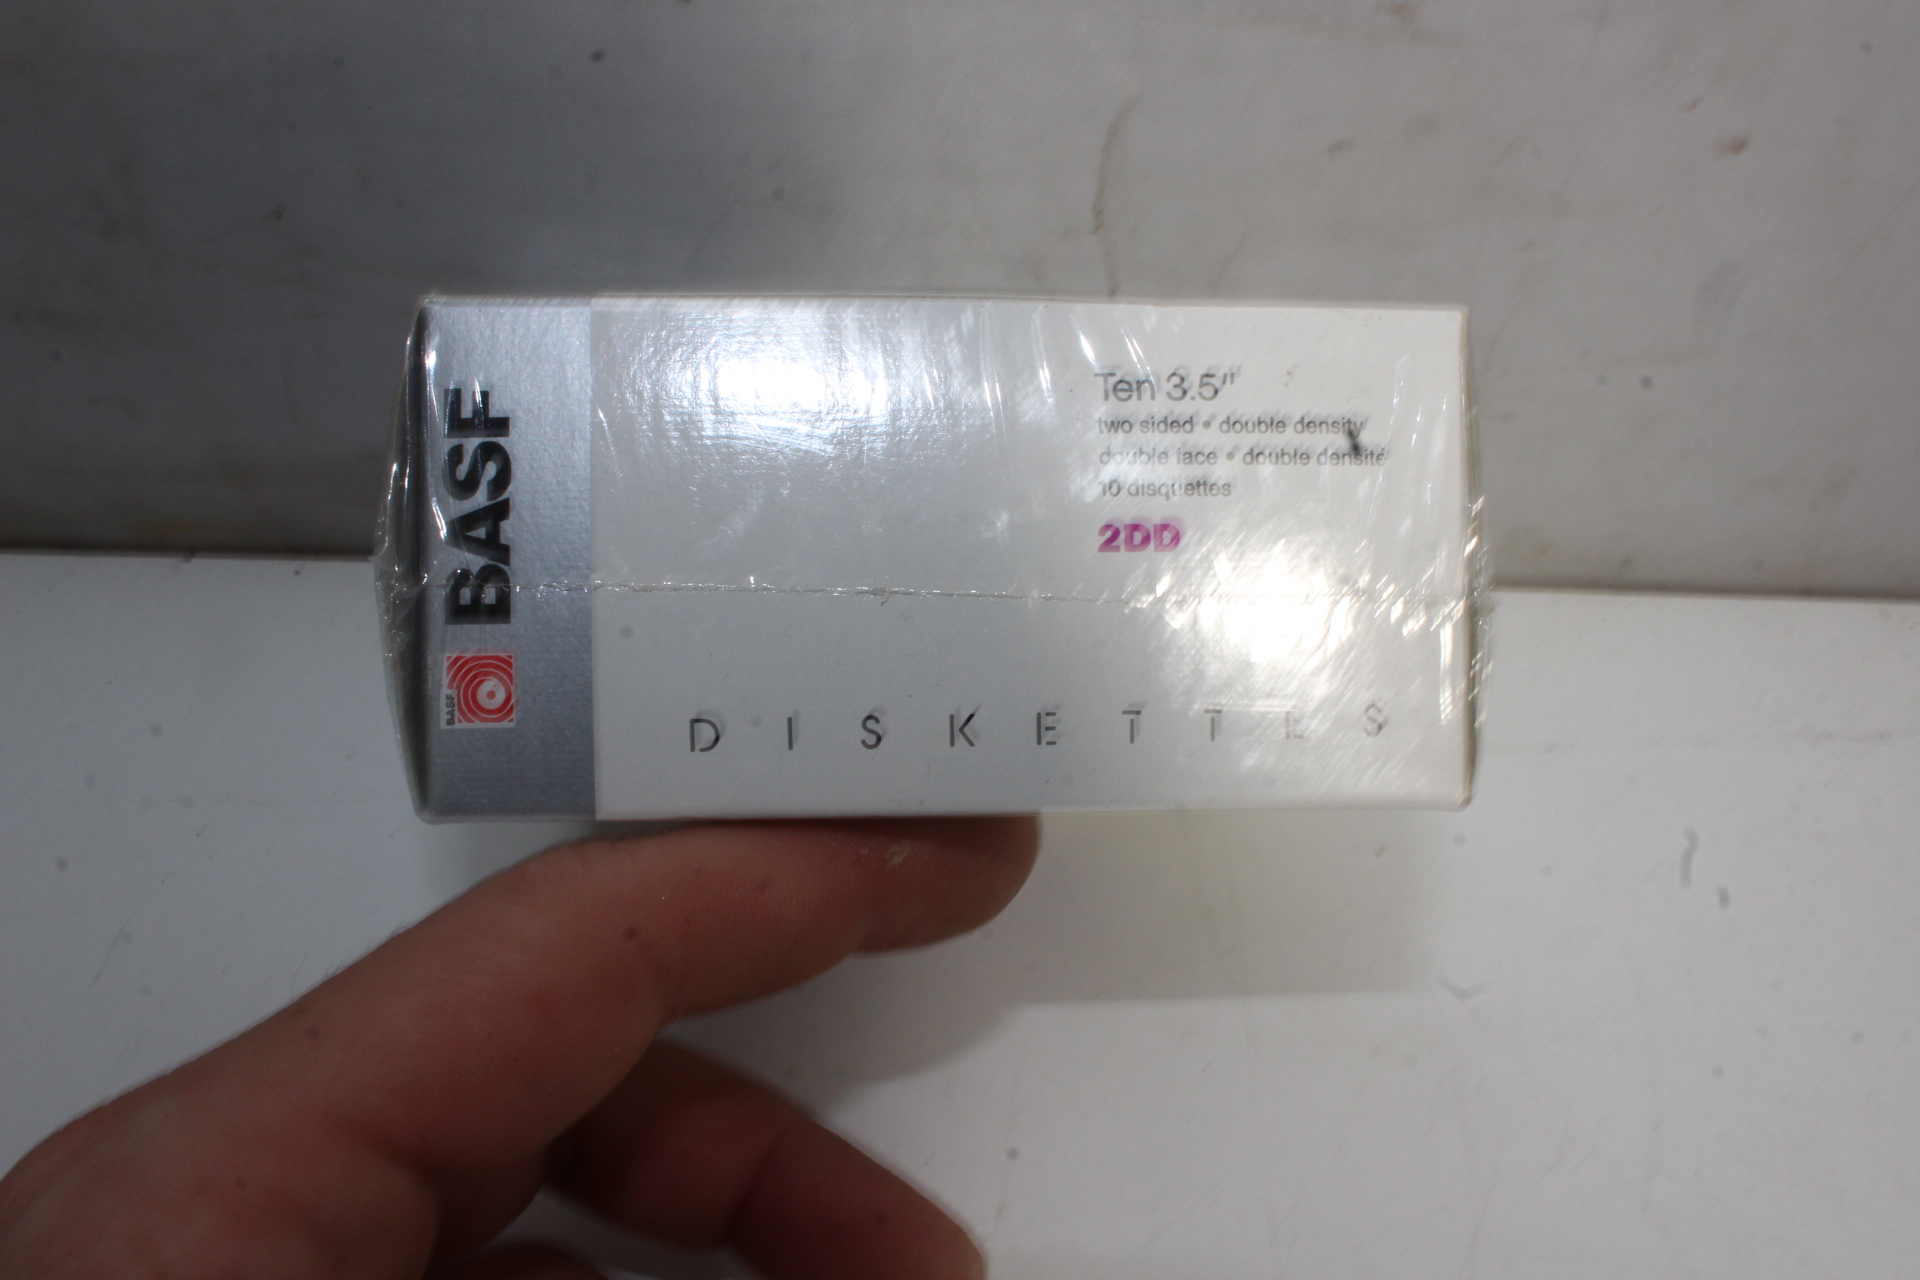 BASF
BASF
Ten 3.5"
two sided • double density
double face • double densité
10 disquettes
2DD
DISKETTES